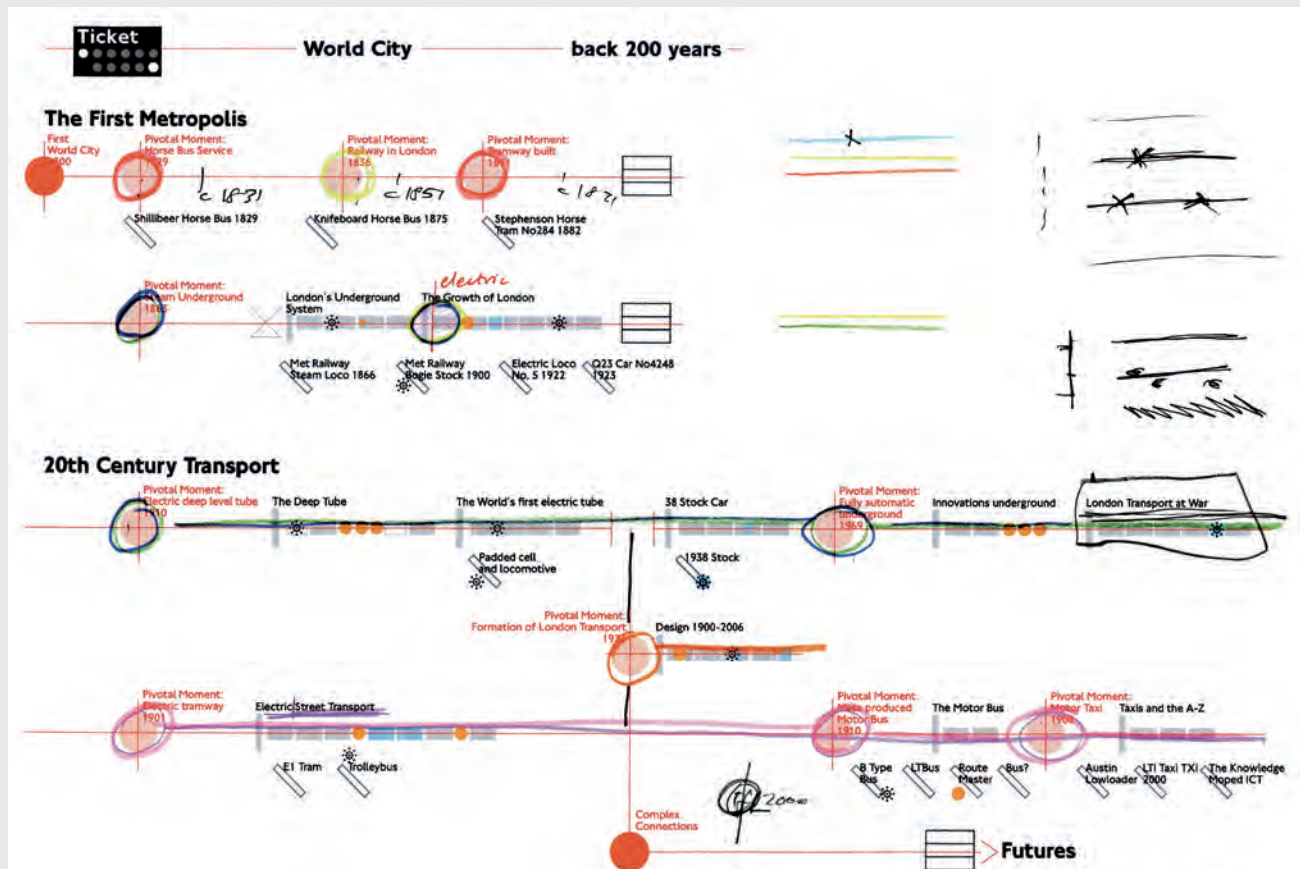 Ticket
World City
back 200 years
The First Metropolis
First
World City
Pivotal Moment:
Horse Bus Service
Pivotal Moment:
Railway in London
1836
Pivotal Moment:
Tramway built
c 1831
c 1851
Shillibeer Horse Bus 1829
Knifeboard Horse Bus 1875
Stephenson Horse
Tram No284 1882
electric
Pivotal Moment:
Steam Underground
1863
London's Underground
System
The Growth of London
Met Railway
Steam Loco 1866
Met Railway
Bogie Stock 1900
Electric Loco
No. 5 1922
Q23 Car No4248
1923
20th Century Transport
Pivotal Moment:
Electric deep level tube
The Deep Tube
The World's first electric tube
38 Stock Car
Pivotal Moment:
Fully automatic
underground
1969
Innovations underground
London Transport at War
Padded cell
and locomotive
1938 Stock
Pivotal Moment:
Formation of London Transport
Design 1900-2006
Pivotal Moment:
Electric tramway
1901
Electric Street Transport
Pivotal Moment:
Mass produced
Motor Bus
1910
The Motor Bus
Pivotal Moment:
Motor Taxi
1908
Taxis and the A-Z
E1 Tram
Trolleybus
B Type
Bus
LTBus
Route
Master
Bus?
Austin
Lowloader
LTI Taxi TXI
2000
The Knowledge
Moped ICT
2000
Complex
Connections
Futures